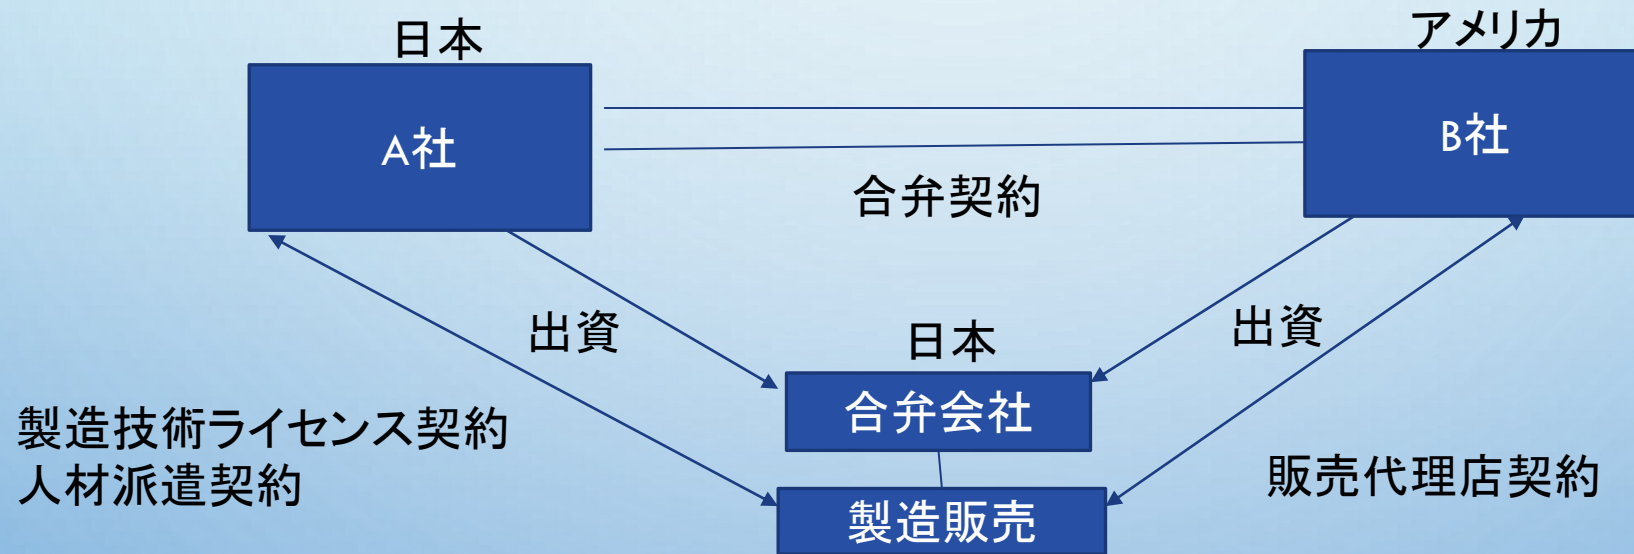 日本
アメリカ
A社
B社
合弁契約
出資
日本
出資
合弁会社
製造技術ライセンス契約
人材派遣契約
販売代理店契約
製造販売